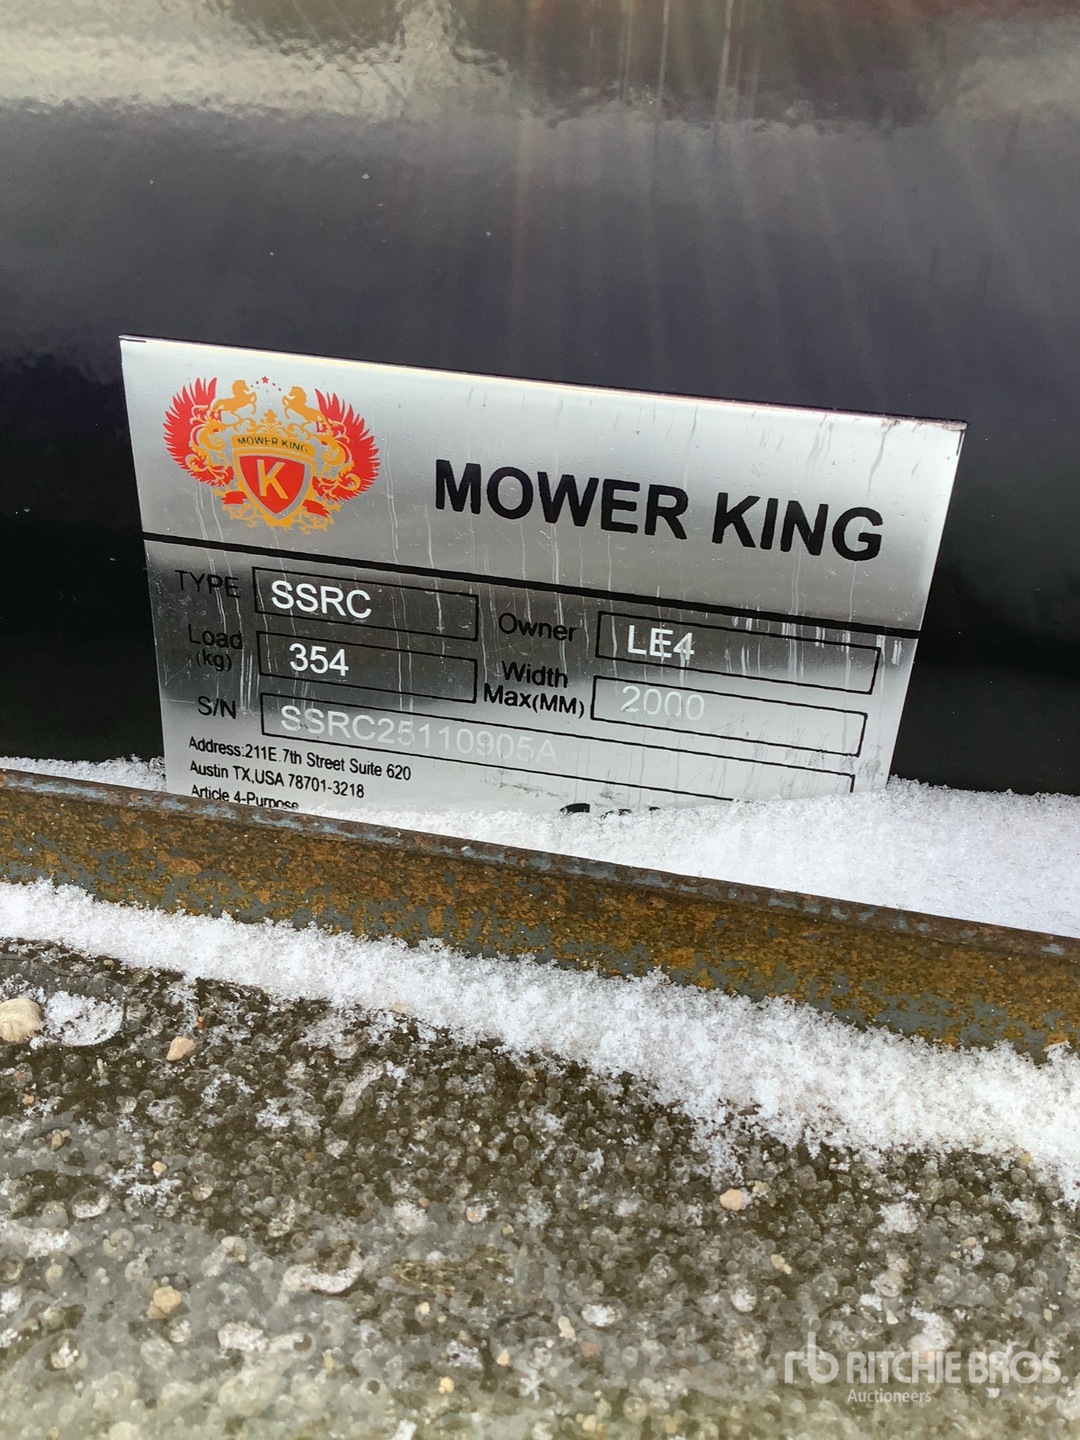 MOWER KING
K
MOWER KING
TYPE SSRC Owner LE4
Load (kg) 354 Width Max(MM) 2000
S/N SSRC25110905A
Address:211E.7th Street Suite 620
Austin TX,USA 78701-3218
Article 4-Purpose
rb RITCHIE BROS.
Auctioneers